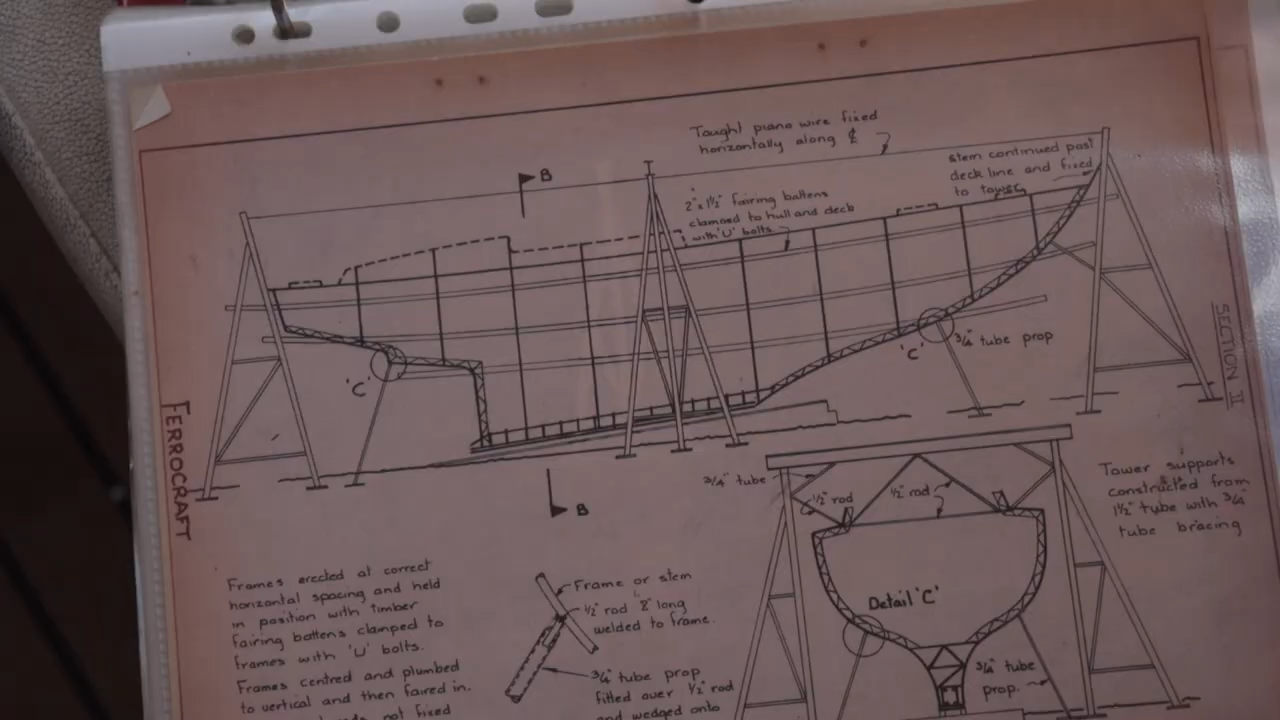 Taught piano wire fixed
horizontally along ℄
stem continued past
deck line and fixed
to tower
B
2" x 1½" fairing battens
clamped to hull and deck
with 'U' bolts.
SECTION II
'C'
¾" tube prop
'C'
FERROCRAFT
B
¾" tube
½" rod
½" rod
Tower supports
constructed from
1½" tube with ¾"
tube bracing
Detail 'C'
¾" tube
prop.
Frames erected at correct
horizontal spacing and held
in position with timber
fairing battens clamped to
frames with 'U' bolts.
Frames centred and plumbed
to vertical and then faired in.
not fixed
Frame or stem
½" rod 8" long
welded to frame.
¾" tube prop
fitted over ½" rod
and wedged onto